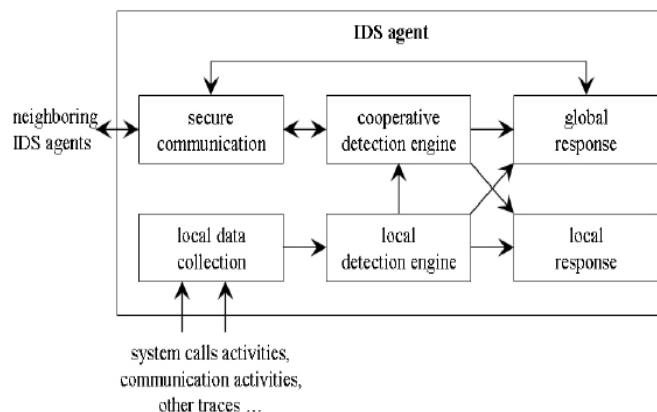 IDS agent
neighboring
IDS agents
secure
communication
cooperative
detection engine
global
response
local data
collection
local
detection engine
local
response
system calls activities,
communication activities,
other traces ...